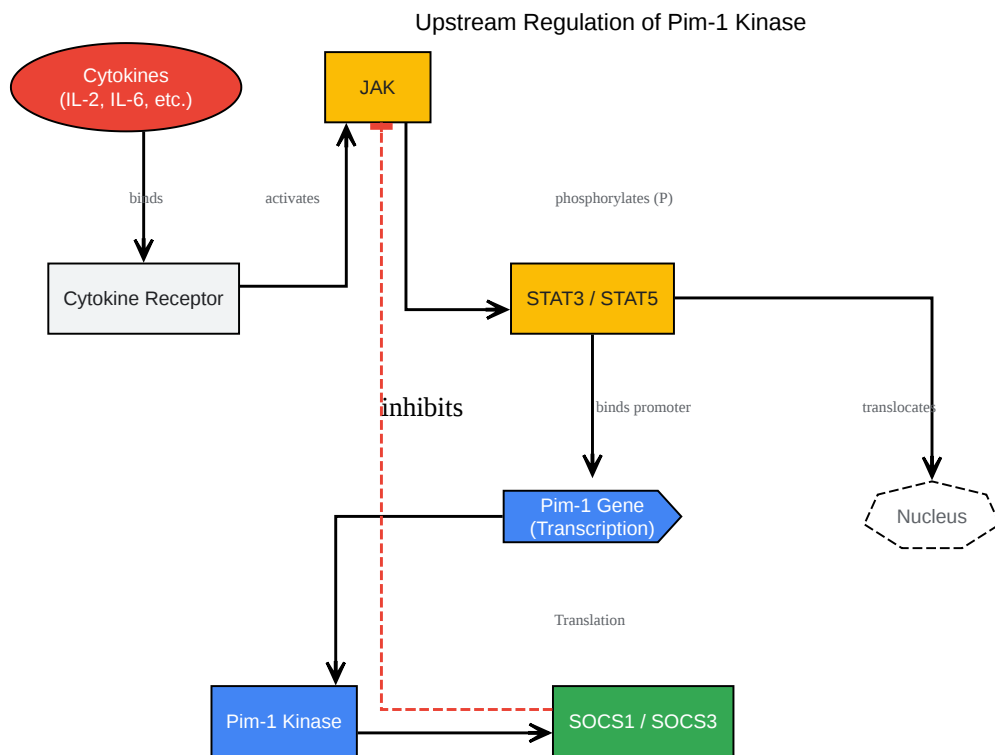 Upstream Regulation of Pim-1 Kinase
Cytokines
(IL-2, IL-6, etc.)
JAK
binds
activates
phosphorylates (P)
Cytokine Receptor
STAT3 / STAT5
inhibits
binds promoter
translocates
Pim-1 Gene
(Transcription)
Nucleus
Translation
Pim-1 Kinase
SOCS1 / SOCS3